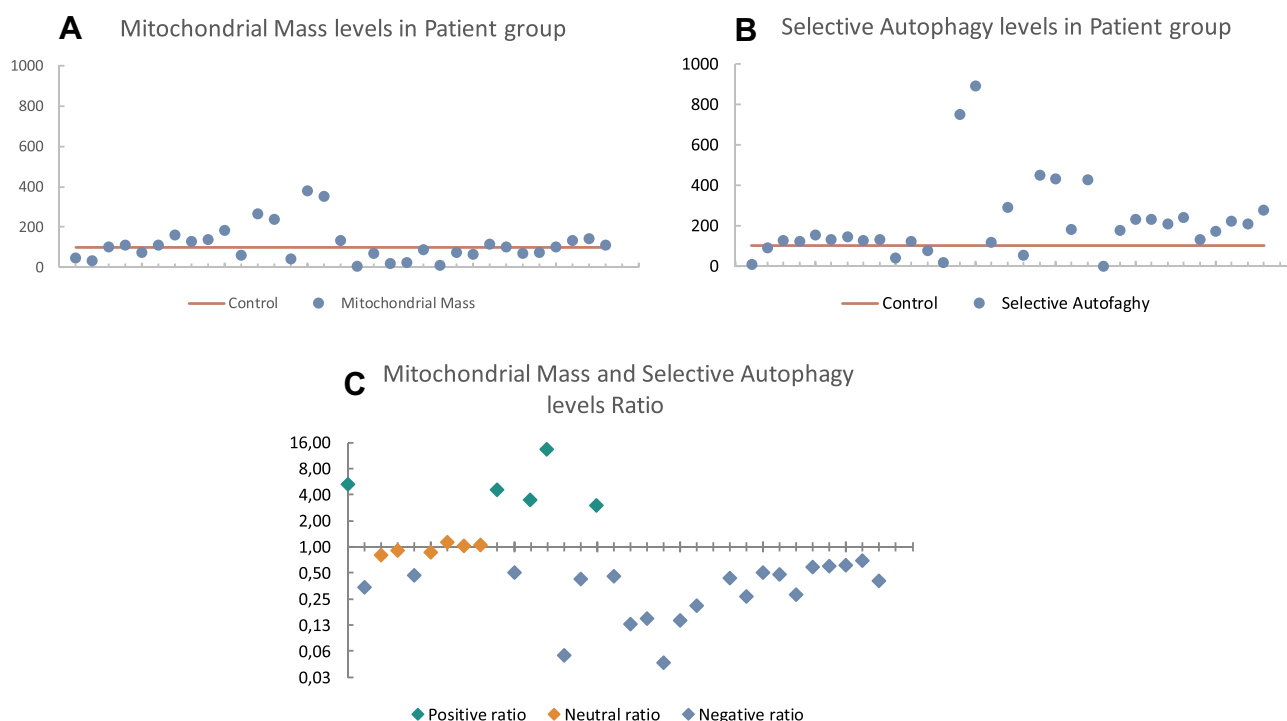 A
Mitochondrial Mass levels in Patient group
1000
800
600
400
200
0
Control
Mitochondrial Mass
B
Selective Autophagy levels in Patient group
1000
800
600
400
200
0
Control
Selective Autofaghy
C
Mitochondrial Mass and Selective Autophagy
levels Ratio
16,00
8,00
4,00
2,00
1,00
0,50
0,25
0,13
0,06
0,03
Positive ratio
Neutral ratio
Negative ratio